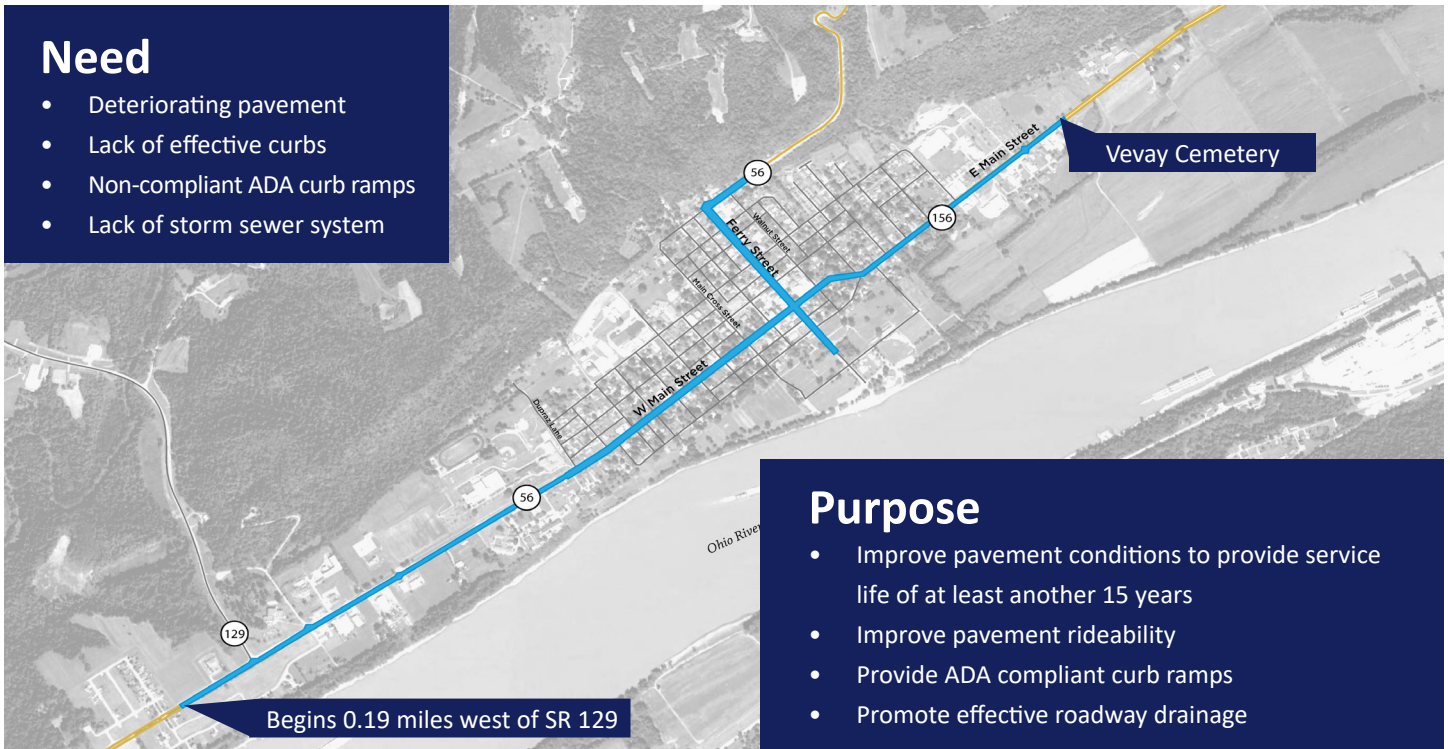 Need
• Deteriorating pavement
• Lack of effective curbs
• Non-compliant ADA curb ramps
• Lack of storm sewer system
E Main Street
Vevay Cemetery
56
156
Walnut Street
Ferry Street
Main Cross Street
W Main Street
Dupraz Lane
56
Ohio River
129
Begins 0.19 miles west of SR 129
Purpose
• Improve pavement conditions to provide service
life of at least another 15 years
• Improve pavement rideability
• Provide ADA compliant curb ramps
• Promote effective roadway drainage